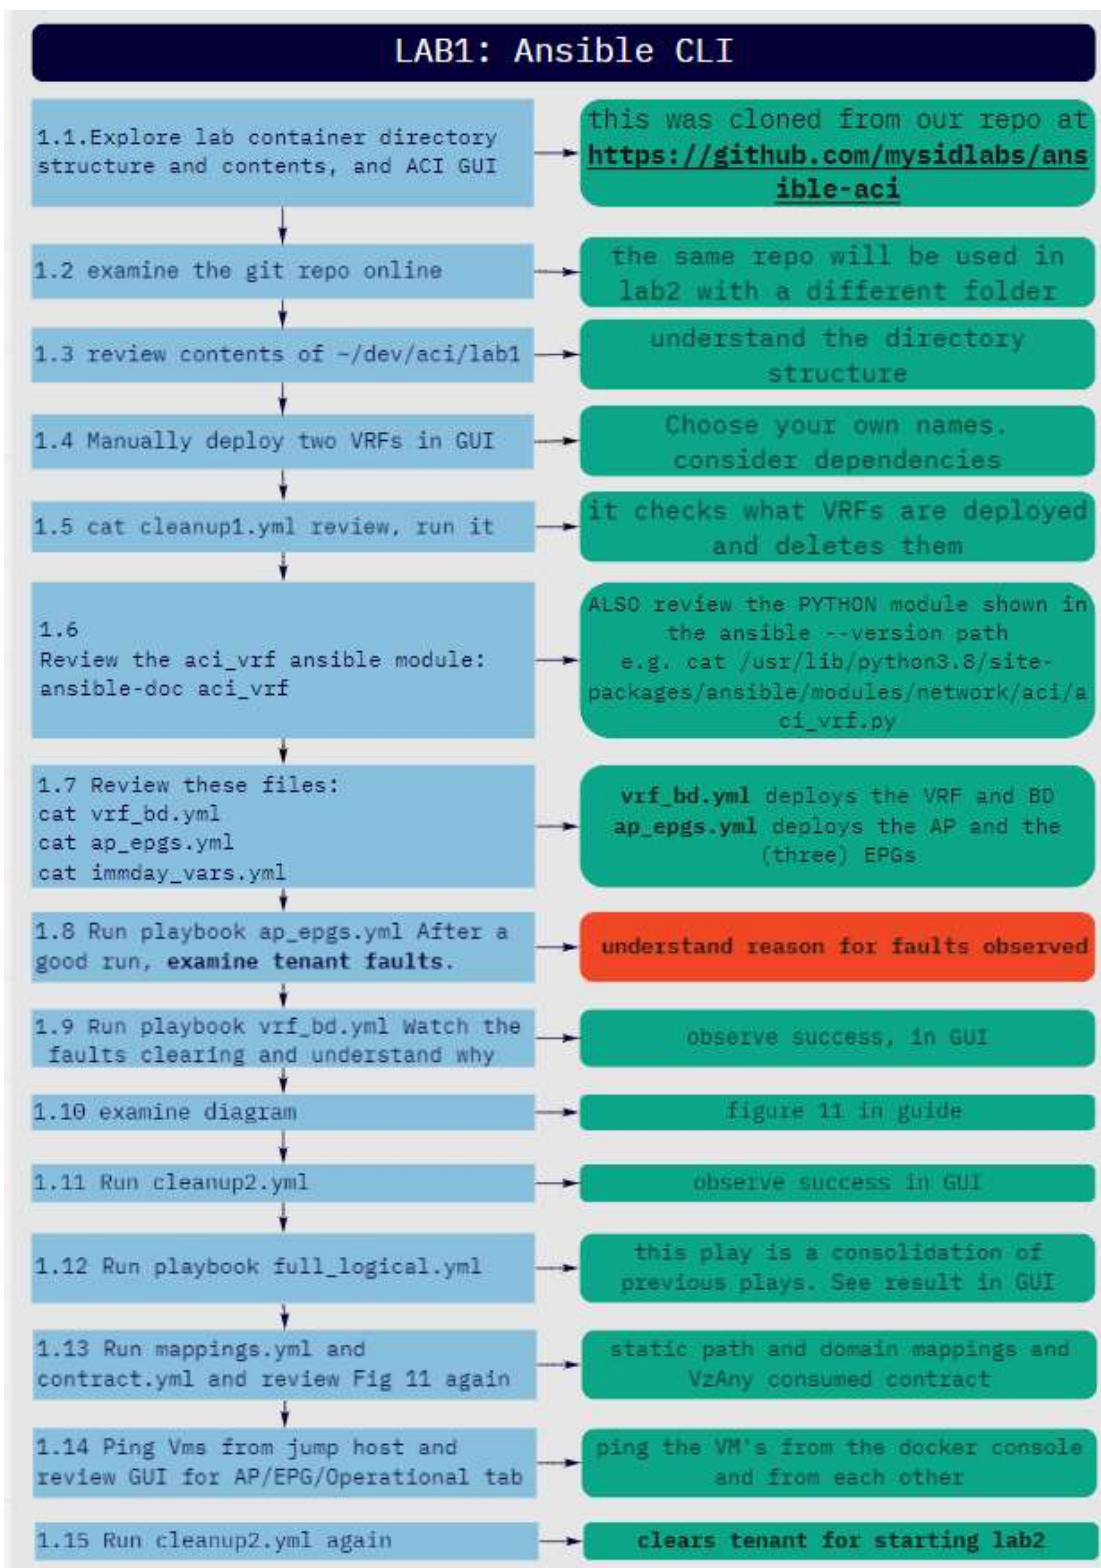 LAB1: Ansible CLI
1.1.Explore lab container directory
structure and contents, and ACI GUI
this was cloned from our repo at
https://github.com/mysidlabs/ans
ible-aci
1.2 examine the git repo online
the same repo will be used in
lab2 with a different folder
1.3 review contents of ~/dev/aci/lab1
understand the directory
structure
1.4 Manually deploy two VRFs in GUI
Choose your own names.
consider dependencies
1.5 cat cleanup1.yml review, run it
it checks what VRFs are deployed
and deletes them
1.6
Review the aci_vrf ansible module:
ansible-doc aci_vrf
ALSO review the PYTHON module shown in
the ansible --version path
e.g. cat /usr/lib/python3.8/site-
packages/ansible/modules/network/aci/a
ci_vrf.py
1.7 Review these files:
cat vrf_bd.yml
cat ap_epgs.yml
cat immday_vars.yml
vrf_bd.yml deploys the VRF and BD
ap_epgs.yml deploys the AP and the
(three) EPGs
1.8 Run playbook ap_epgs.yml After a
good run, examine tenant faults.
understand reason for faults observed
1.9 Run playbook vrf_bd.yml Watch the
faults clearing and understand why
observe success, in GUI
1.10 examine diagram
figure 11 in guide
1.11 Run cleanup2.yml
observe success in GUI
1.12 Run playbook full_logical.yml
this play is a consolidation of
previous plays. See result in GUI
1.13 Run mappings.yml and
contract.yml and review Fig 11 again
static path and domain mappings and
VzAny consumed contract
1.14 Ping Vms from jump host and
review GUI for AP/EPG/Operational tab
ping the VM's from the docker console
and from each other
1.15 Run cleanup2.yml again
clears tenant for starting lab2